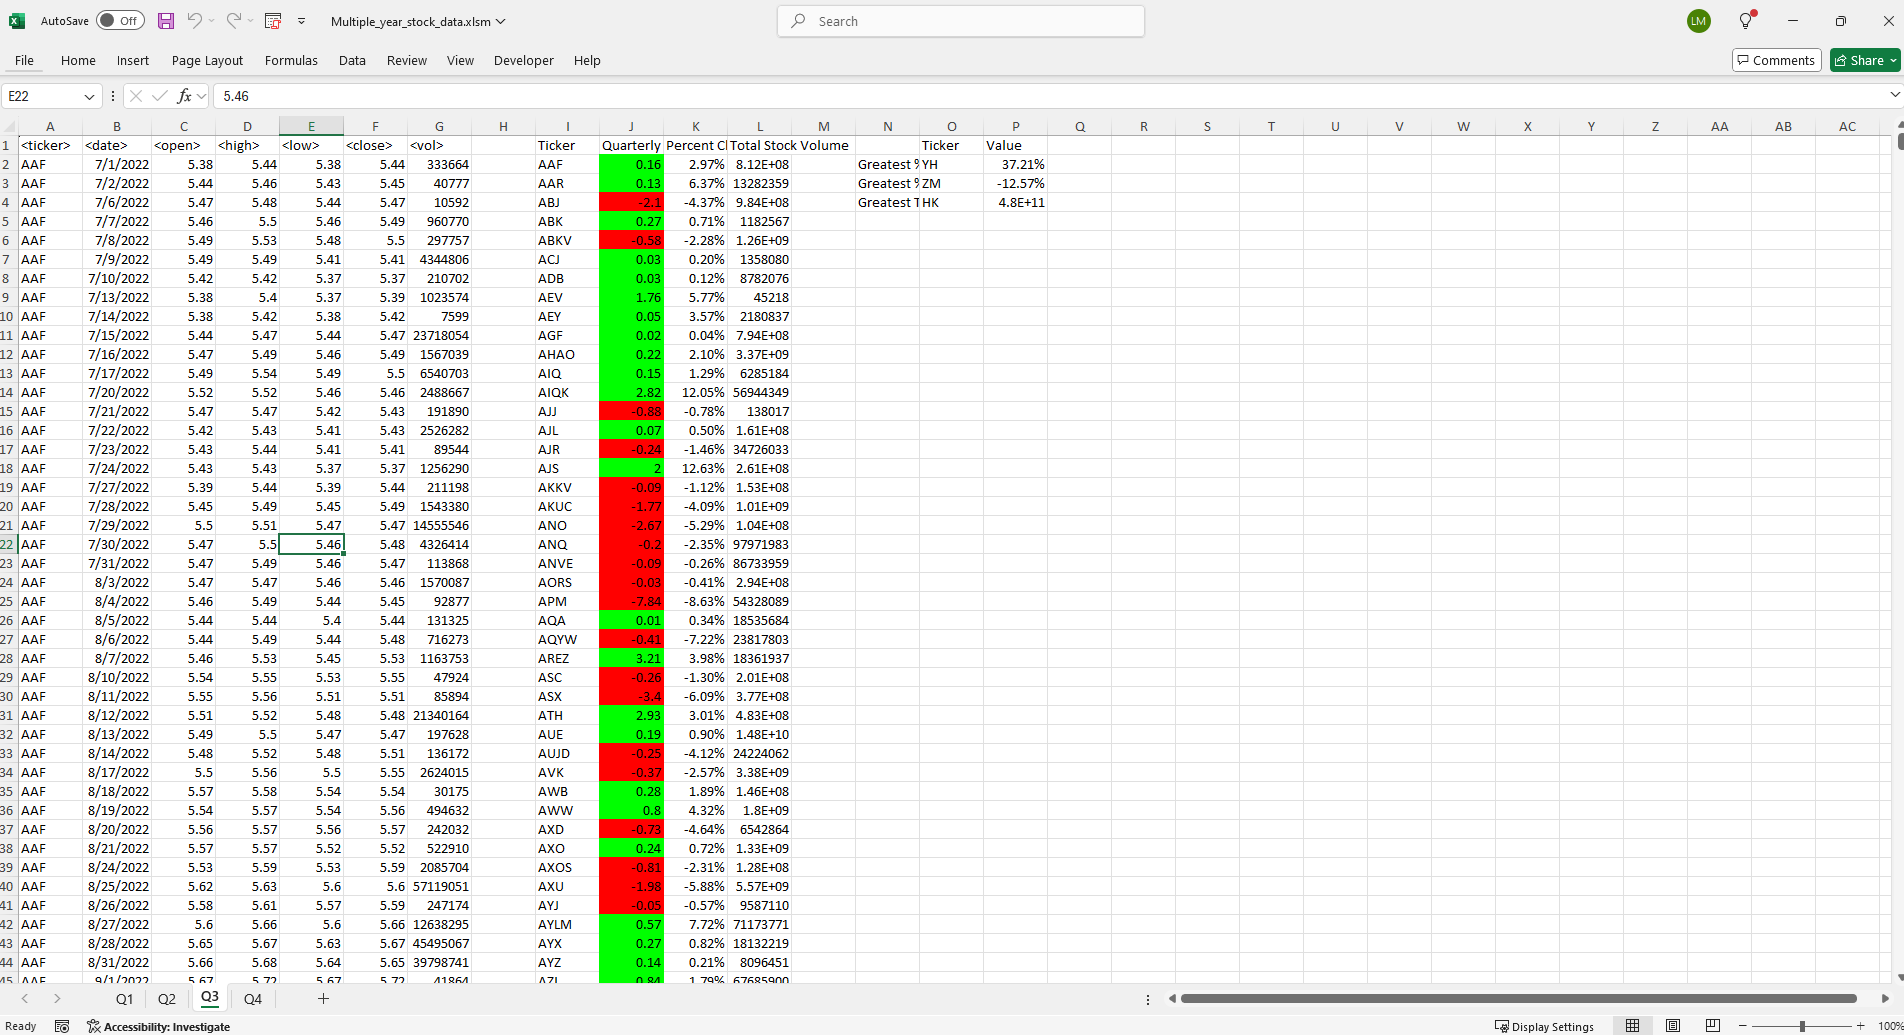 AutoSave Off Multiple_year_stock_data.xlsm Search LM
File Home Insert Page Layout Formulas Data Review View Developer Help Comments Share
E22 fx 5.46
A B C D E F G H I J K L M N O P Q R S T U V W X Y Z AA AB AC
1 <ticker> <date> <open> <high> <low> <close> <vol> Ticker Quarterly Percent Cl Total Stock Volume Ticker Value
2 AAF 7/1/2022 5.38 5.44 5.38 5.44 333664 AAF 0.16 2.97% 8.12E+08 Greatest % YH 37.21%
3 AAF 7/2/2022 5.44 5.46 5.43 5.45 40777 AAR 0.13 6.37% 13282359 Greatest % ZM -12.57%
4 AAF 7/6/2022 5.47 5.48 5.44 5.47 10592 ABJ -2.1 -4.37% 9.84E+08 Greatest T HK 4.8E+11
5 AAF 7/7/2022 5.46 5.5 5.46 5.49 960770 ABK 0.27 0.71% 1182567
6 AAF 7/8/2022 5.49 5.53 5.48 5.5 297757 ABKV -0.58 -2.28% 1.26E+09
7 AAF 7/9/2022 5.49 5.49 5.41 5.41 4344806 ACJ 0.03 0.20% 1358080
8 AAF 7/10/2022 5.42 5.42 5.37 5.37 210702 ADB 0.03 0.12% 8782076
9 AAF 7/13/2022 5.38 5.4 5.37 5.39 1023574 AEV 1.76 5.77% 45218
10 AAF 7/14/2022 5.38 5.42 5.38 5.42 7599 AEY 0.05 3.57% 2180837
11 AAF 7/15/2022 5.44 5.47 5.44 5.47 23718054 AGF 0.02 0.04% 7.94E+08
12 AAF 7/16/2022 5.47 5.49 5.46 5.49 1567039 AHAO 0.22 2.10% 3.37E+09
13 AAF 7/17/2022 5.49 5.54 5.49 5.5 6540703 AIQ 0.15 1.29% 6285184
14 AAF 7/20/2022 5.52 5.52 5.46 5.46 2488667 AIQK 2.82 12.05% 56944349
15 AAF 7/21/2022 5.47 5.47 5.42 5.43 191890 AJJ -0.88 -0.78% 138017
16 AAF 7/22/2022 5.42 5.43 5.41 5.43 2526282 AJL 0.07 0.50% 1.61E+08
17 AAF 7/23/2022 5.43 5.44 5.41 5.41 89544 AJR -0.24 -1.46% 34726033
18 AAF 7/24/2022 5.43 5.43 5.37 5.37 1256290 AJS 2 12.63% 2.61E+08
19 AAF 7/27/2022 5.39 5.44 5.39 5.44 211198 AKKV -0.09 -1.12% 1.53E+08
20 AAF 7/28/2022 5.45 5.49 5.45 5.49 1543380 AKUC -1.77 -4.09% 1.01E+09
21 AAF 7/29/2022 5.5 5.51 5.47 5.47 14555546 ANO -2.67 -5.29% 1.04E+08
22 AAF 7/30/2022 5.47 5.5 5.46 5.48 4326414 ANQ -0.2 -2.35% 97971983
23 AAF 7/31/2022 5.47 5.49 5.46 5.47 113868 ANVE -0.09 -0.26% 86733959
24 AAF 8/3/2022 5.47 5.47 5.46 5.46 1570087 AORS -0.03 -0.41% 2.94E+08
25 AAF 8/4/2022 5.46 5.49 5.44 5.45 92877 APM -7.84 -8.63% 54328089
26 AAF 8/5/2022 5.44 5.44 5.4 5.44 131325 AQA 0.01 0.34% 18535684
27 AAF 8/6/2022 5.44 5.49 5.44 5.48 716273 AQYW -0.41 -7.22% 23817803
28 AAF 8/7/2022 5.46 5.53 5.45 5.53 1163753 AREZ 3.21 3.98% 18361937
29 AAF 8/10/2022 5.54 5.55 5.53 5.55 47924 ASC -0.26 -1.30% 2.01E+08
30 AAF 8/11/2022 5.55 5.56 5.51 5.51 85894 ASX -3.4 -6.09% 3.77E+08
31 AAF 8/12/2022 5.51 5.52 5.48 5.48 21340164 ATH 2.93 3.01% 4.83E+08
32 AAF 8/13/2022 5.49 5.5 5.47 5.47 197628 AUE 0.19 0.90% 1.48E+10
33 AAF 8/14/2022 5.48 5.52 5.48 5.51 136172 AUJD -0.25 -4.12% 24224062
34 AAF 8/17/2022 5.5 5.56 5.5 5.55 2624015 AVK -0.37 -2.57% 3.38E+09
35 AAF 8/18/2022 5.57 5.58 5.54 5.54 30175 AWB 0.28 1.89% 1.46E+08
36 AAF 8/19/2022 5.54 5.57 5.54 5.56 494632 AWW 0.8 4.32% 1.8E+09
37 AAF 8/20/2022 5.56 5.57 5.56 5.57 242032 AXD -0.73 -4.64% 6542864
38 AAF 8/21/2022 5.57 5.57 5.52 5.52 522910 AXO 0.24 0.72% 1.33E+09
39 AAF 8/24/2022 5.53 5.59 5.53 5.59 2085704 AXOS -0.81 -2.31% 1.28E+08
40 AAF 8/25/2022 5.62 5.63 5.6 5.6 57119051 AXU -1.98 -5.88% 5.57E+09
41 AAF 8/26/2022 5.58 5.61 5.57 5.59 247174 AYJ -0.05 -0.57% 9587110
42 AAF 8/27/2022 5.6 5.66 5.6 5.66 12638295 AYLM 0.57 7.72% 71173771
43 AAF 8/28/2022 5.65 5.67 5.63 5.67 45495067 AYX 0.27 0.82% 18132219
44 AAF 8/31/2022 5.66 5.68 5.64 5.65 39798741 AYZ 0.14 0.21% 8096451
45 AAF 9/1/2022 5.67 5.72 5.67 5.72 41864 AZL 0.84 1.79% 67685900
Q1 Q2 Q3 Q4
Ready Accessibility: Investigate Display Settings 100%